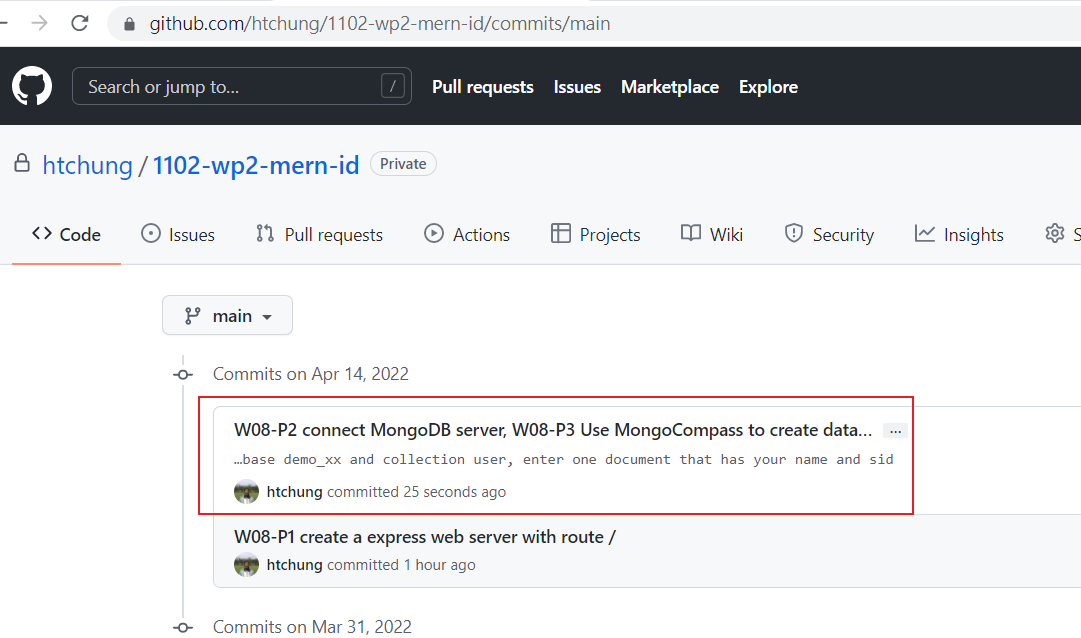 github.com/htchung/1102-wp2-mern-id/commits/main
Search or jump to... / Pull requests Issues Marketplace Explore
htchung / 1102-wp2-mern-id Private
Code Issues Pull requests Actions Projects Wiki Security Insights S
main
Commits on Apr 14, 2022
W08-P2 connect MongoDB server, W08-P3 Use MongoCompass to create data... ...
…base demo_xx and collection user, enter one document that has your name and sid
htchung committed 25 seconds ago
W08-P1 create a express web server with route /
htchung committed 1 hour ago
Commits on Mar 31, 2022